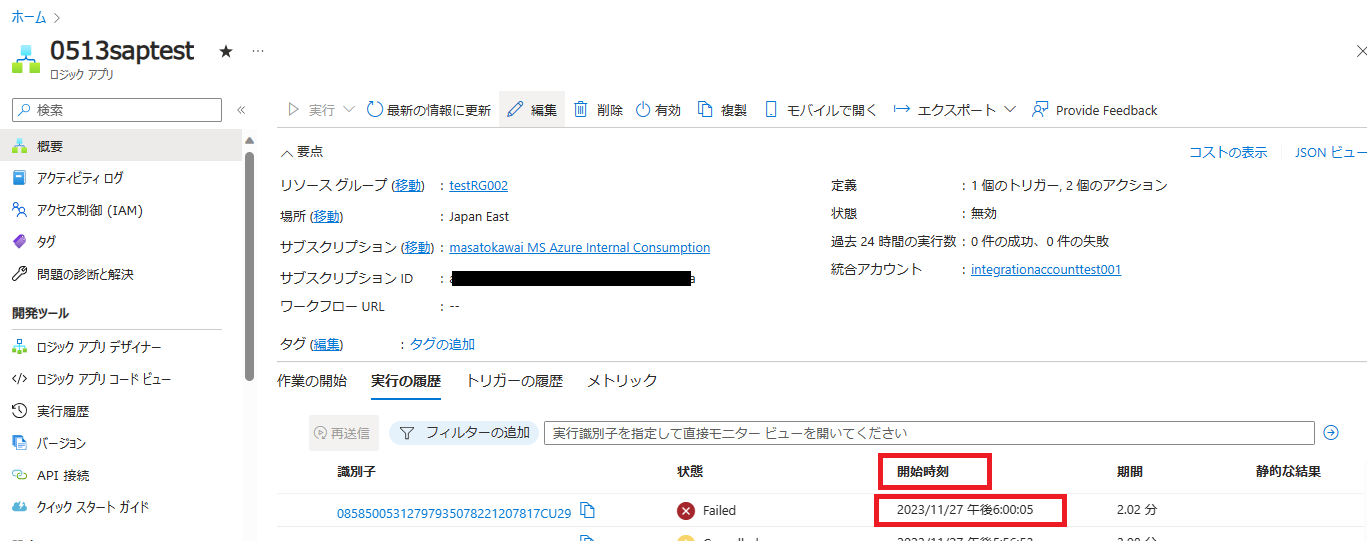 ホーム
0513saptest ★ …
ロジック アプリ
検索
実行 最新の情報に更新 編集 削除 有効 複製 モバイルで開く エクスポート Provide Feedback
概要
アクティビティ ログ
アクセス制御 (IAM)
タグ
問題の診断と解決
開発ツール
ロジック アプリ デザイナー
ロジック アプリ コード ビュー
実行履歴
バージョン
API 接続
クイック スタート ガイド
要点
コストの表示 JSON ビュー
リソース グループ (移動) : testRG002
場所 (移動) : Japan East
サブスクリプション (移動) : masatokawai MS Azure Internal Consumption
サブスクリプション ID :
ワークフロー URL : --
定義 : 1 個のトリガー, 2 個のアクション
状態 : 無効
過去 24 時間の実行数 : 0 件の成功、0 件の失敗
統合アカウント : integrationaccounttest001
タグ (編集) : タグの追加
作業の開始 実行の履歴 トリガーの履歴 メトリック
再送信 フィルターの追加 実行識別子を指定して直接モニター ビューを開いてください
識別子 状態 開始時刻 期間 静的な結果
08585005312797935078221207817CU29 Failed 2023/11/27 午後6:00:05 2.02 分